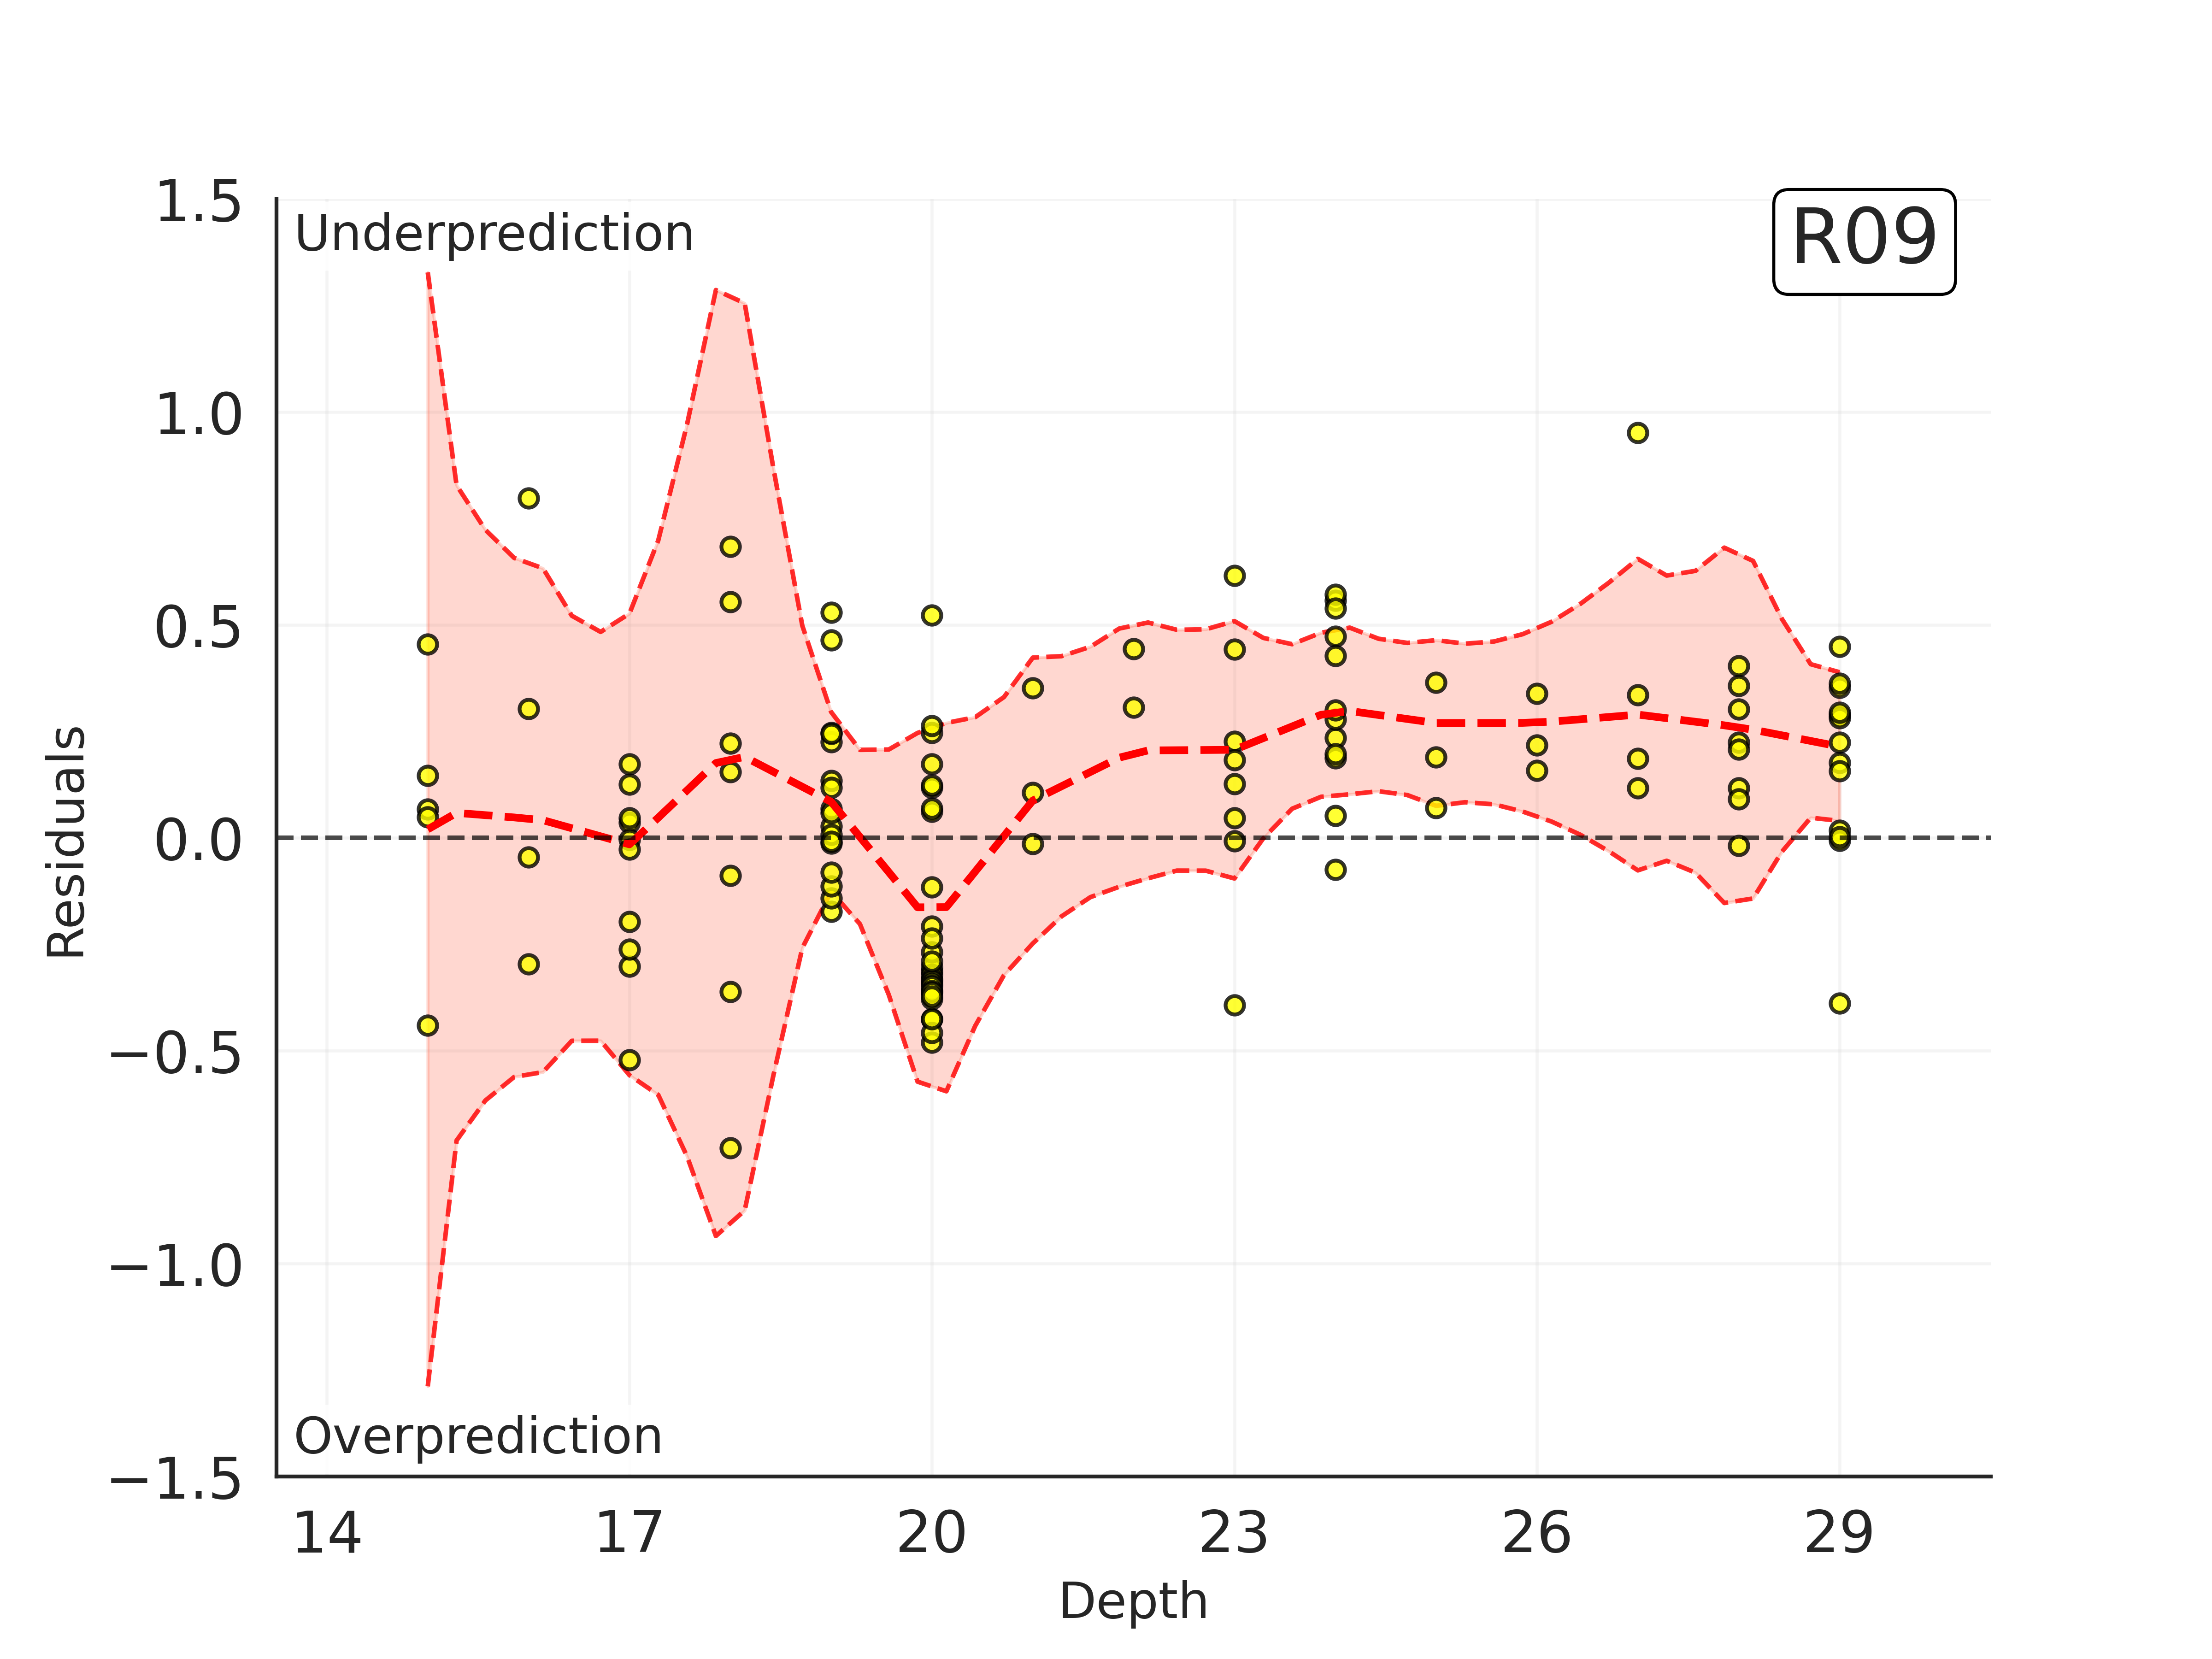 R09
1.5
Underprediction
1.0
0.5
0.0
−0.5
−1.0
Overprediction
−1.5
14 17 20 23 26 29
Depth
Residuals